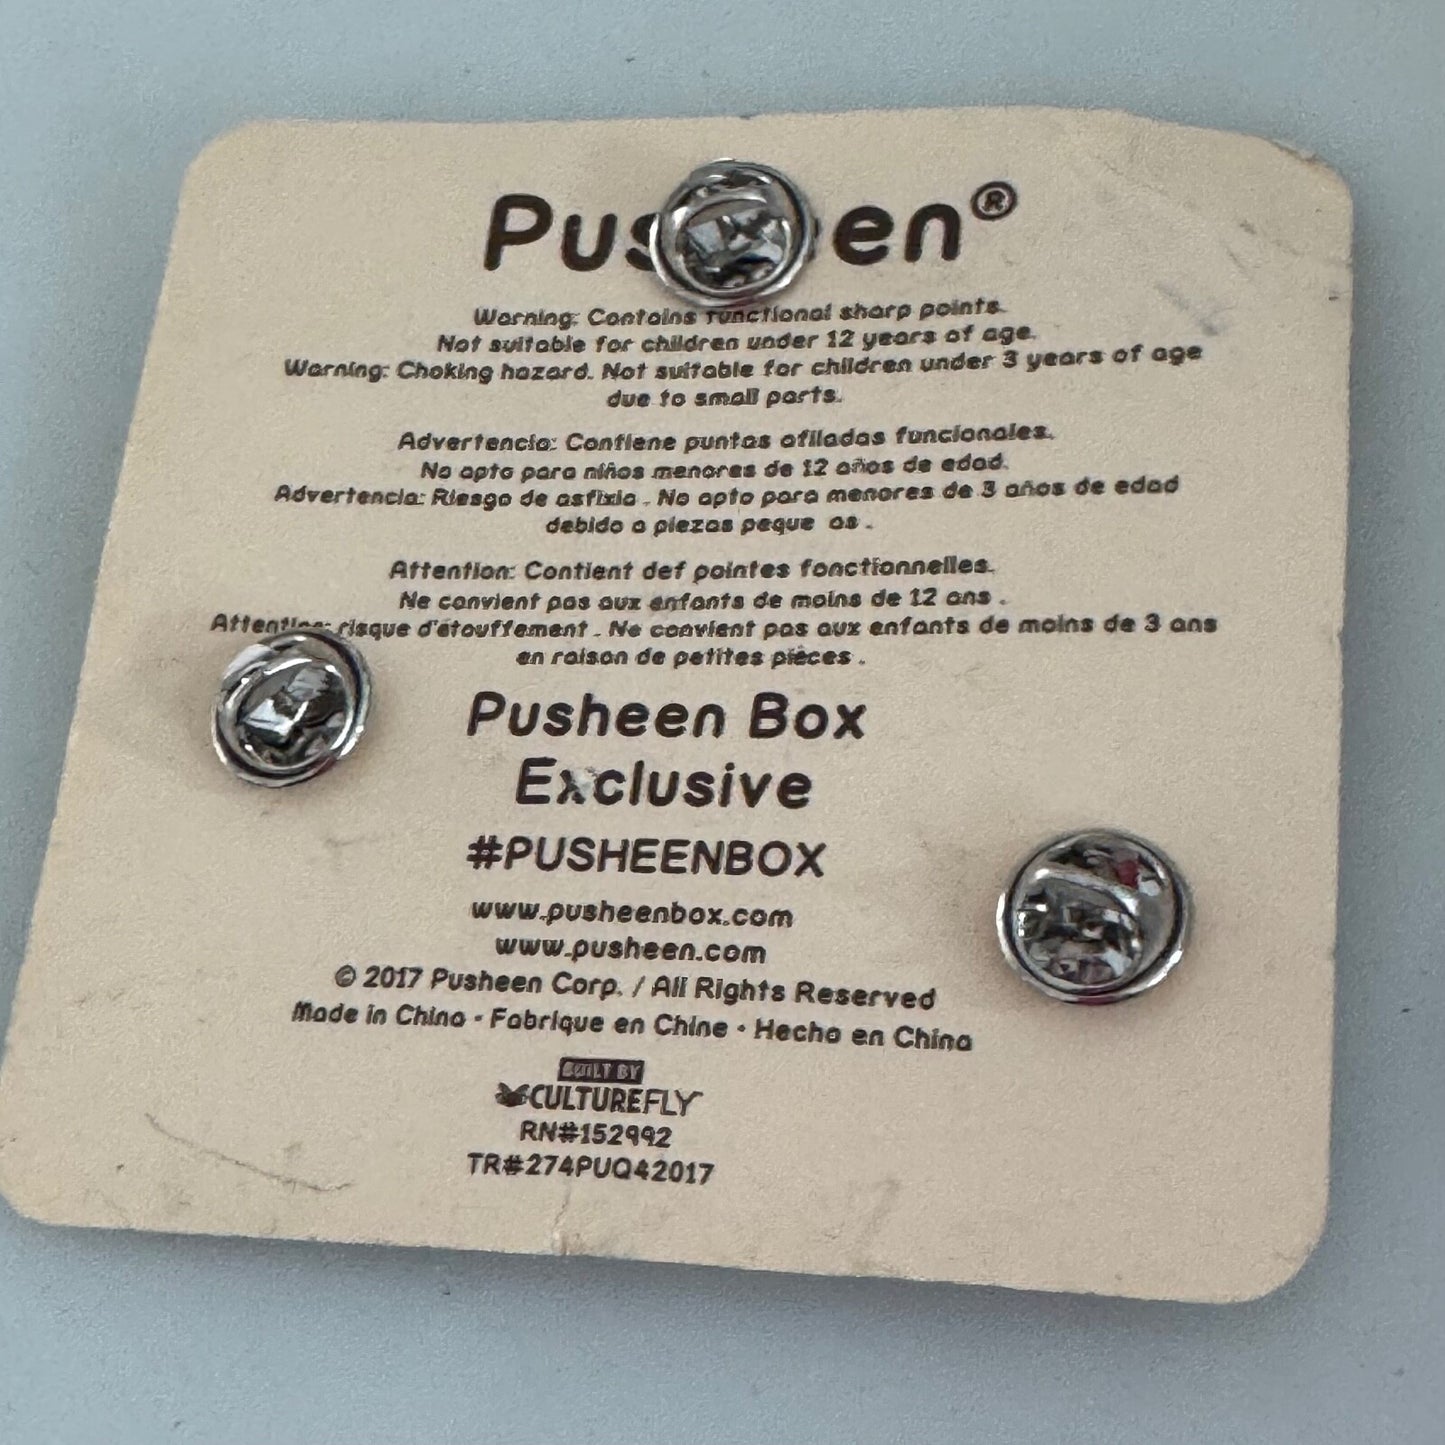 Pus een®
Warning: Contains functional sharp points.
Not suitable for children under 12 years of age.
Warning: Choking hazard. Not suitable for children under 3 years of age
due to small parts.
Advertencia: Contiene puntas afiladas funcionales.
No apto para niños menores de 12 años de edad.
Advertencia: Riesgo de asfixia . No apto para menores de 3 años de edad
debido a piezas peque as .
Attention: Contient def pointes fonctionnelles.
Ne convient pas aux enfants de moins de 12 ans .
Attention: risque d'étouffement . Ne convient pas aux enfants de moins de 3 ans
en raison de petites pièces .
Pusheen Box
Exclusive
#PUSHEENBOX
www.pusheenbox.com
www.pusheen.com
© 2017 Pusheen Corp. / All Rights Reserved
Made in China • Fabrique en Chine • Hecho en China
BUILT BY
CULTUREFLY
RN#152992
TR#274PUQ42017